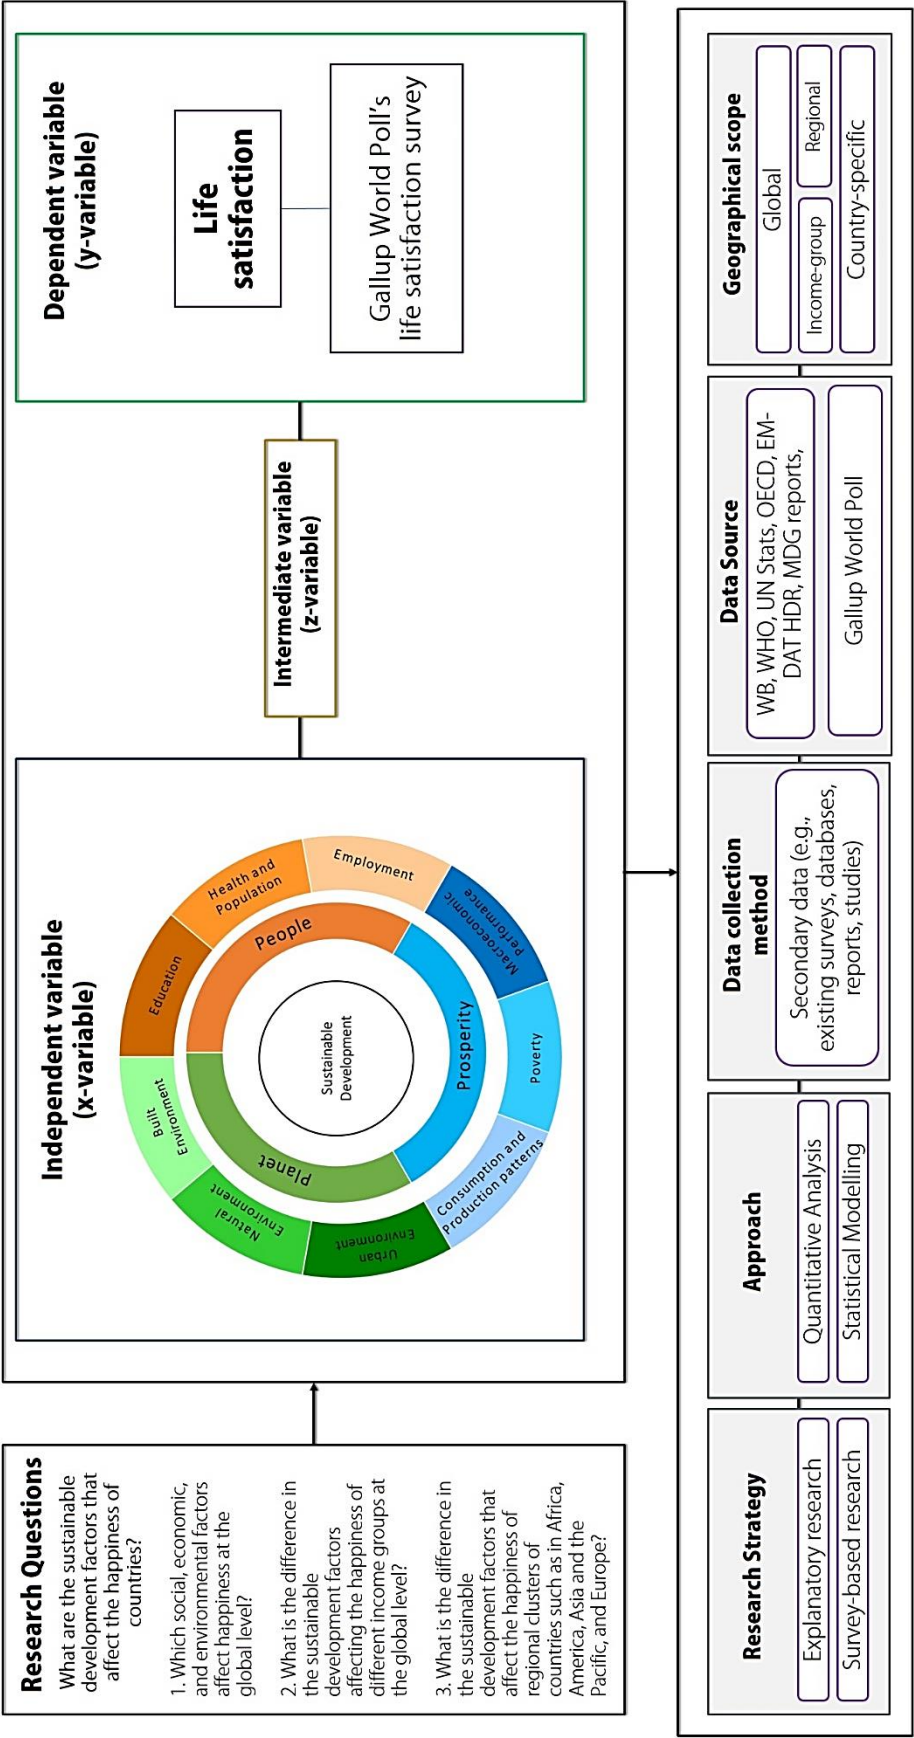 Research Questions
What are the sustainable
development factors that
affect the happiness of
countries?
1. Which social, economic,
and environmental factors
affect happiness at the
global level?
2. What is the difference in
the sustainable
development factors
affecting the happiness of
different income groups at
the global level?
3. What is the difference in
the sustainable
development factors that
affect the happiness of
regional clusters of
countries such as in Africa,
America, Asia and the
Pacific, and Europe?
Independent variable
(x-variable)
Sustainable
Development
People
Prosperity
Planet
Education
Health and
Population
Employment
Macroeconomic
Performance
Poverty
Consumption and
Production patterns
Urban
Environment
Natural
Environment
Built
Environment
Intermediate variable
(z-variable)
Dependent variable
(y-variable)
Life
satisfaction
Gallup World Poll's
life satisfaction survey
Research Strategy
Explanatory research
Survey-based research
Approach
Quantitative Analysis
Statistical Modelling
Data collection
method
Secondary data (e.g.,
existing surveys, databases,
reports, studies)
Data Source
WB, WHO, UN Stats, OECD, EM-
DAT HDR, MDG reports,
Gallup World Poll
Geographical scope
Global
Income-group
Regional
Country-specific